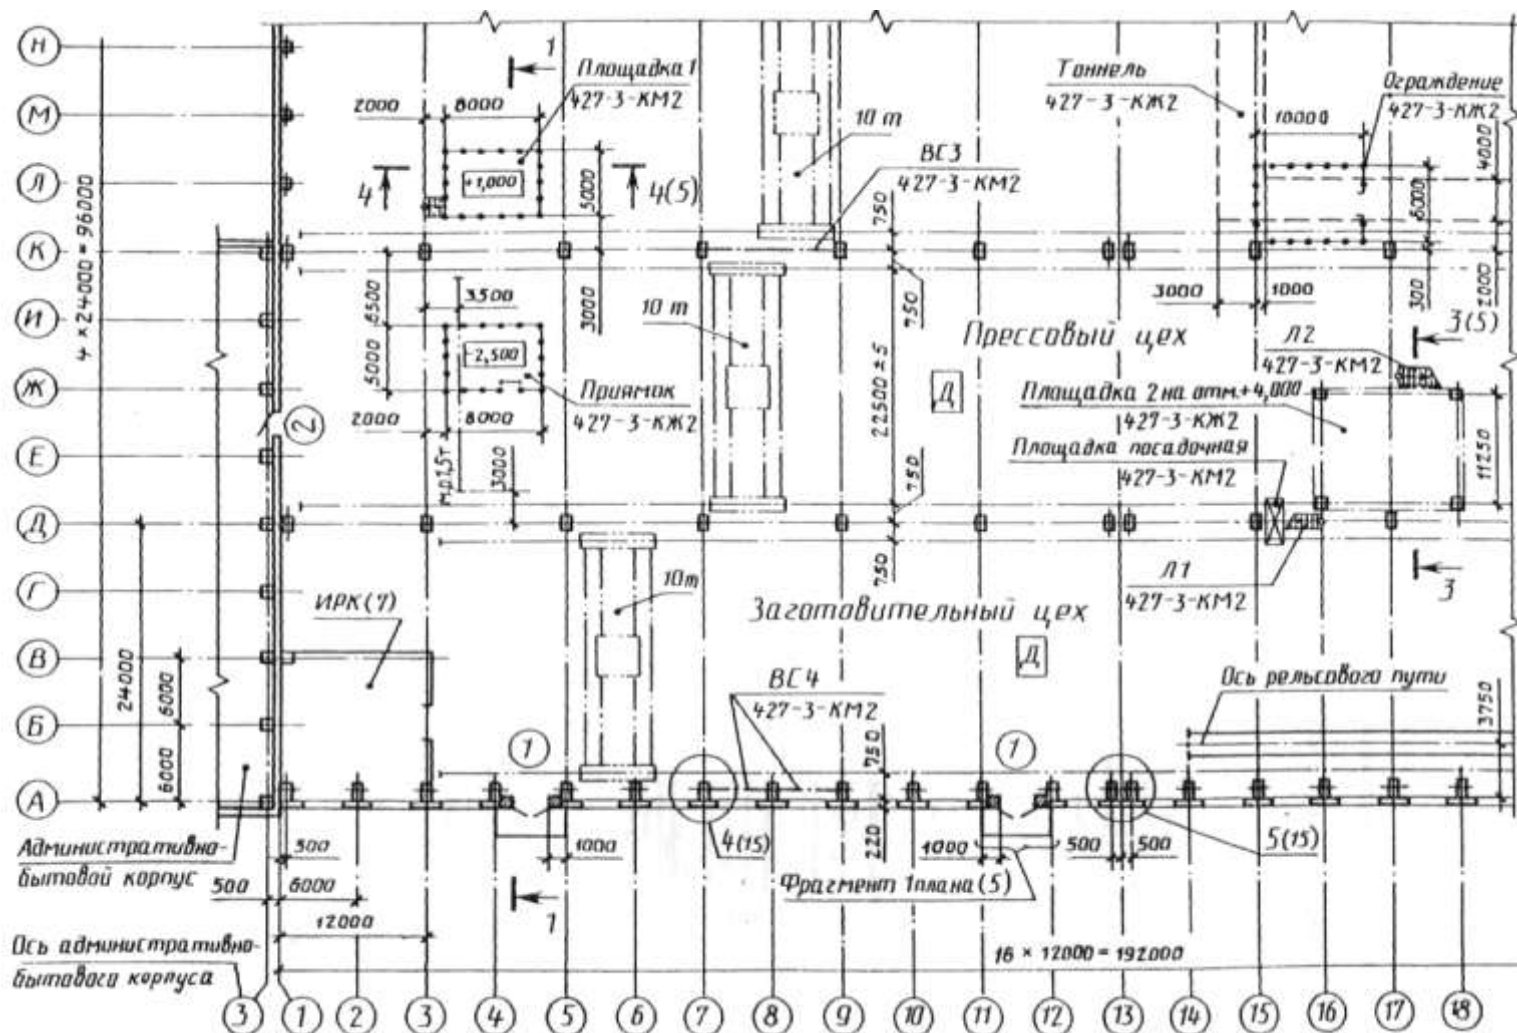 Н
М
Л
К
И
Ж
Е
Д
Г
В
Б
А
4 × 24000 = 96000
24000
6000
6000
1
Площадка 1
427-3-КМ2
2000
8000
+1,000
4
4(5)
5000
3000
10 т
ВС3
427-3-КМ2
750
750
Тоннель
427-3-КЖ2
Ограждение
427-3-КЖ2
10000
4000
6000
300
12000
3000
1000
3(5)
8500
3500
5000
-2,500
Приямок
427-3-КЖ2
2000
8000
3000
2
10 т
22500 ± 5
750
750
Прессовый цех
Д
Л2
427-3-КМ2
Площадка 2 на отм.+4,000
427-3-КЖ2
Площадка посадочная
427-3-КМ2
11250
Л1
427-3-КМ2
3
ИРК(7)
10т
Заготовительный цех
Д
ВС4
427-3-КМ2
Ось рельсового пути
3750
750
220
1
1
Административно-
бытовой корпус
500
500
6000
12000
1000
4(15)
1000
500
500
5(15)
Фрагмент 1 плана (5)
1
Ось административно-
бытового корпуса
16 × 12000 = 192000
3
1
2
3
4
5
6
7
8
9
10
11
12
13
14
15
16
17
18